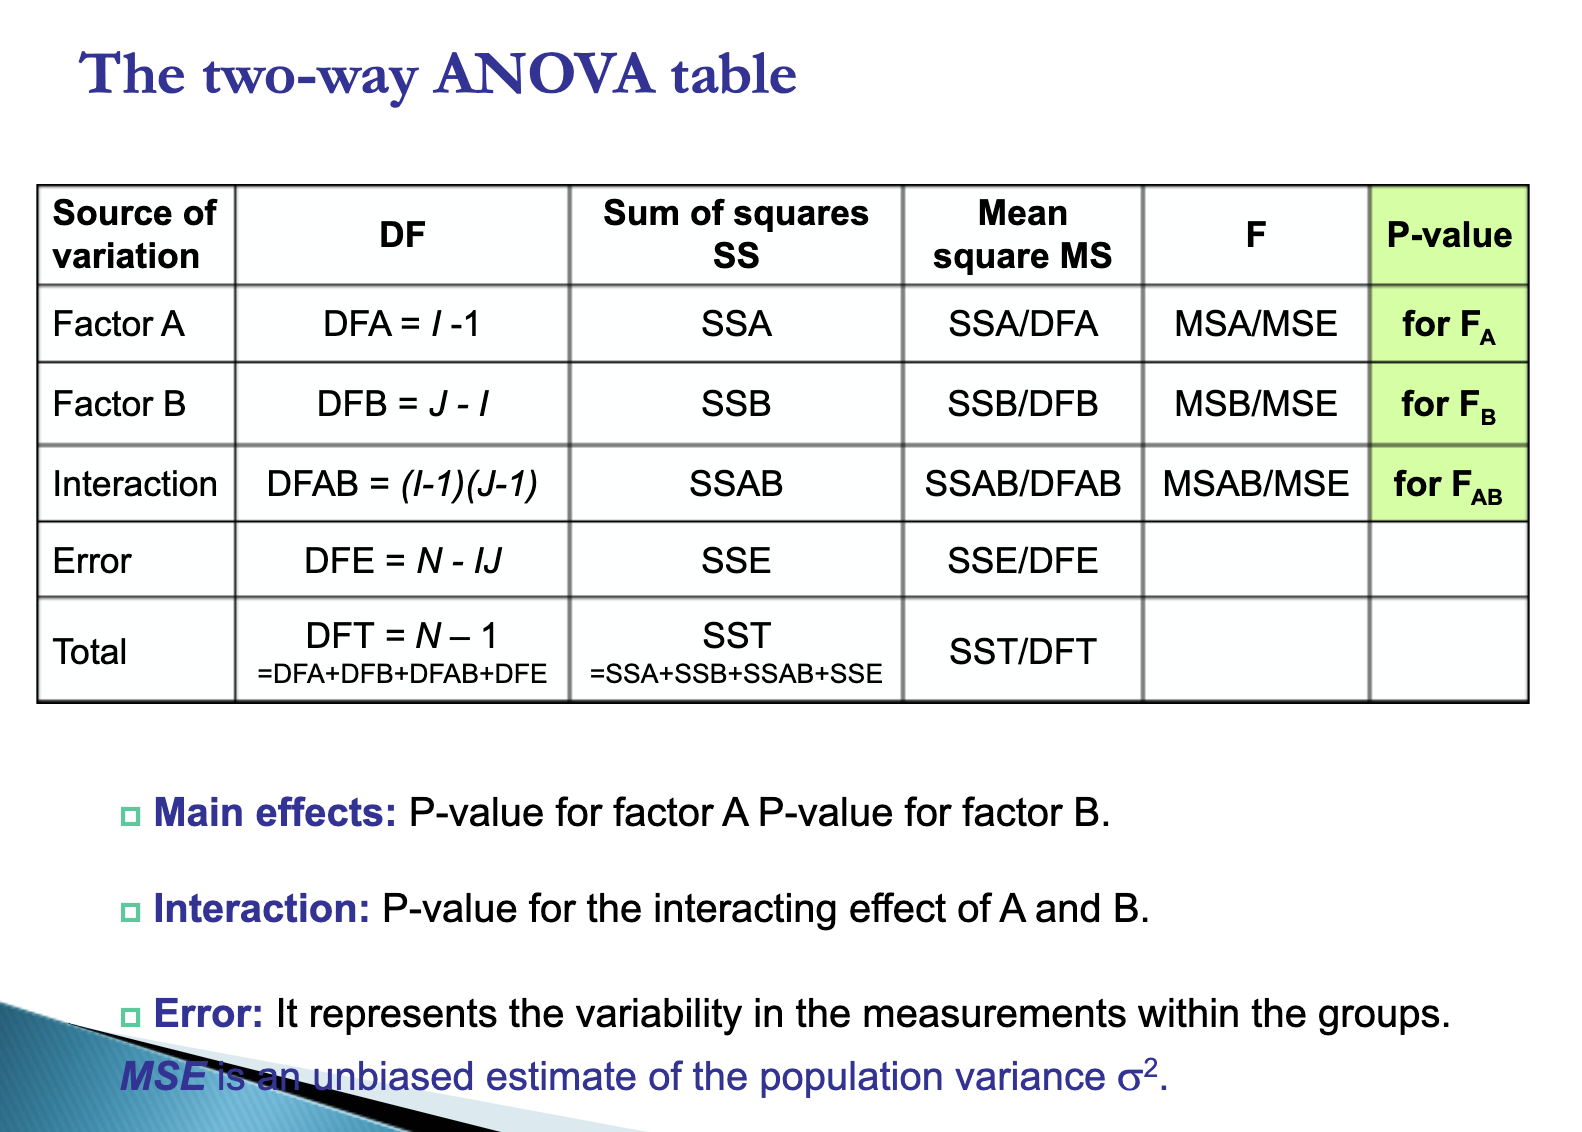 The two-way ANOVA table
Source of variation DF Sum of squares SS Mean square MS F P-value
Factor A DFA = I -1 SSA SSA/DFA MSA/MSE for F_A
Factor B DFB = J - I SSB SSB/DFB MSB/MSE for F_B
Interaction DFAB = (I-1)(J-1) SSAB SSAB/DFAB MSAB/MSE for F_AB
Error DFE = N - IJ SSE SSE/DFE
Total DFT = N – 1 =DFA+DFB+DFAB+DFE SST =SSA+SSB+SSAB+SSE SST/DFT
Main effects: P-value for factor A P-value for factor B.
Interaction: P-value for the interacting effect of A and B.
Error: It represents the variability in the measurements within the groups.
MSE is an unbiased estimate of the population variance σ².